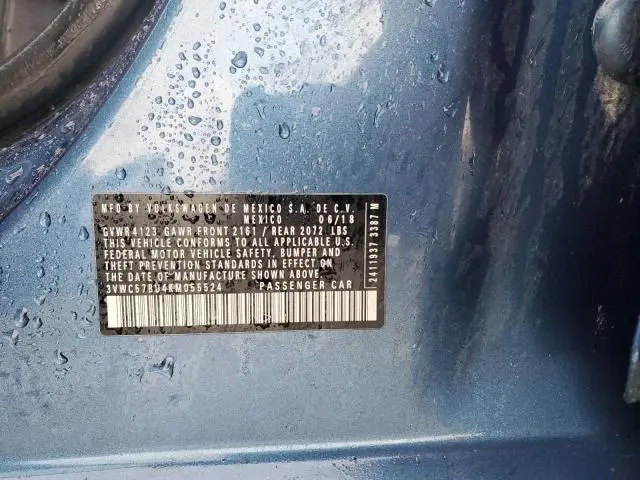 MFD BY VOLKSWAGEN DE MEXICO S.A. DE C.V.
MEXICO 06/18
GVWR 4123 GAWR FRONT 2161 / REAR 2072 LBS
THIS VEHICLE CONFORMS TO ALL APPLICABLE U.S.
FEDERAL MOTOR VEHICLE SAFETY, BUMPER AND
THEFT PREVENTION STANDARDS IN EFFECT ON THE
DATE OF MANUFACTURE SHOWN ABOVE
3VWC57BU4KM055524 PASSENGER CAR
24111937 3387 M